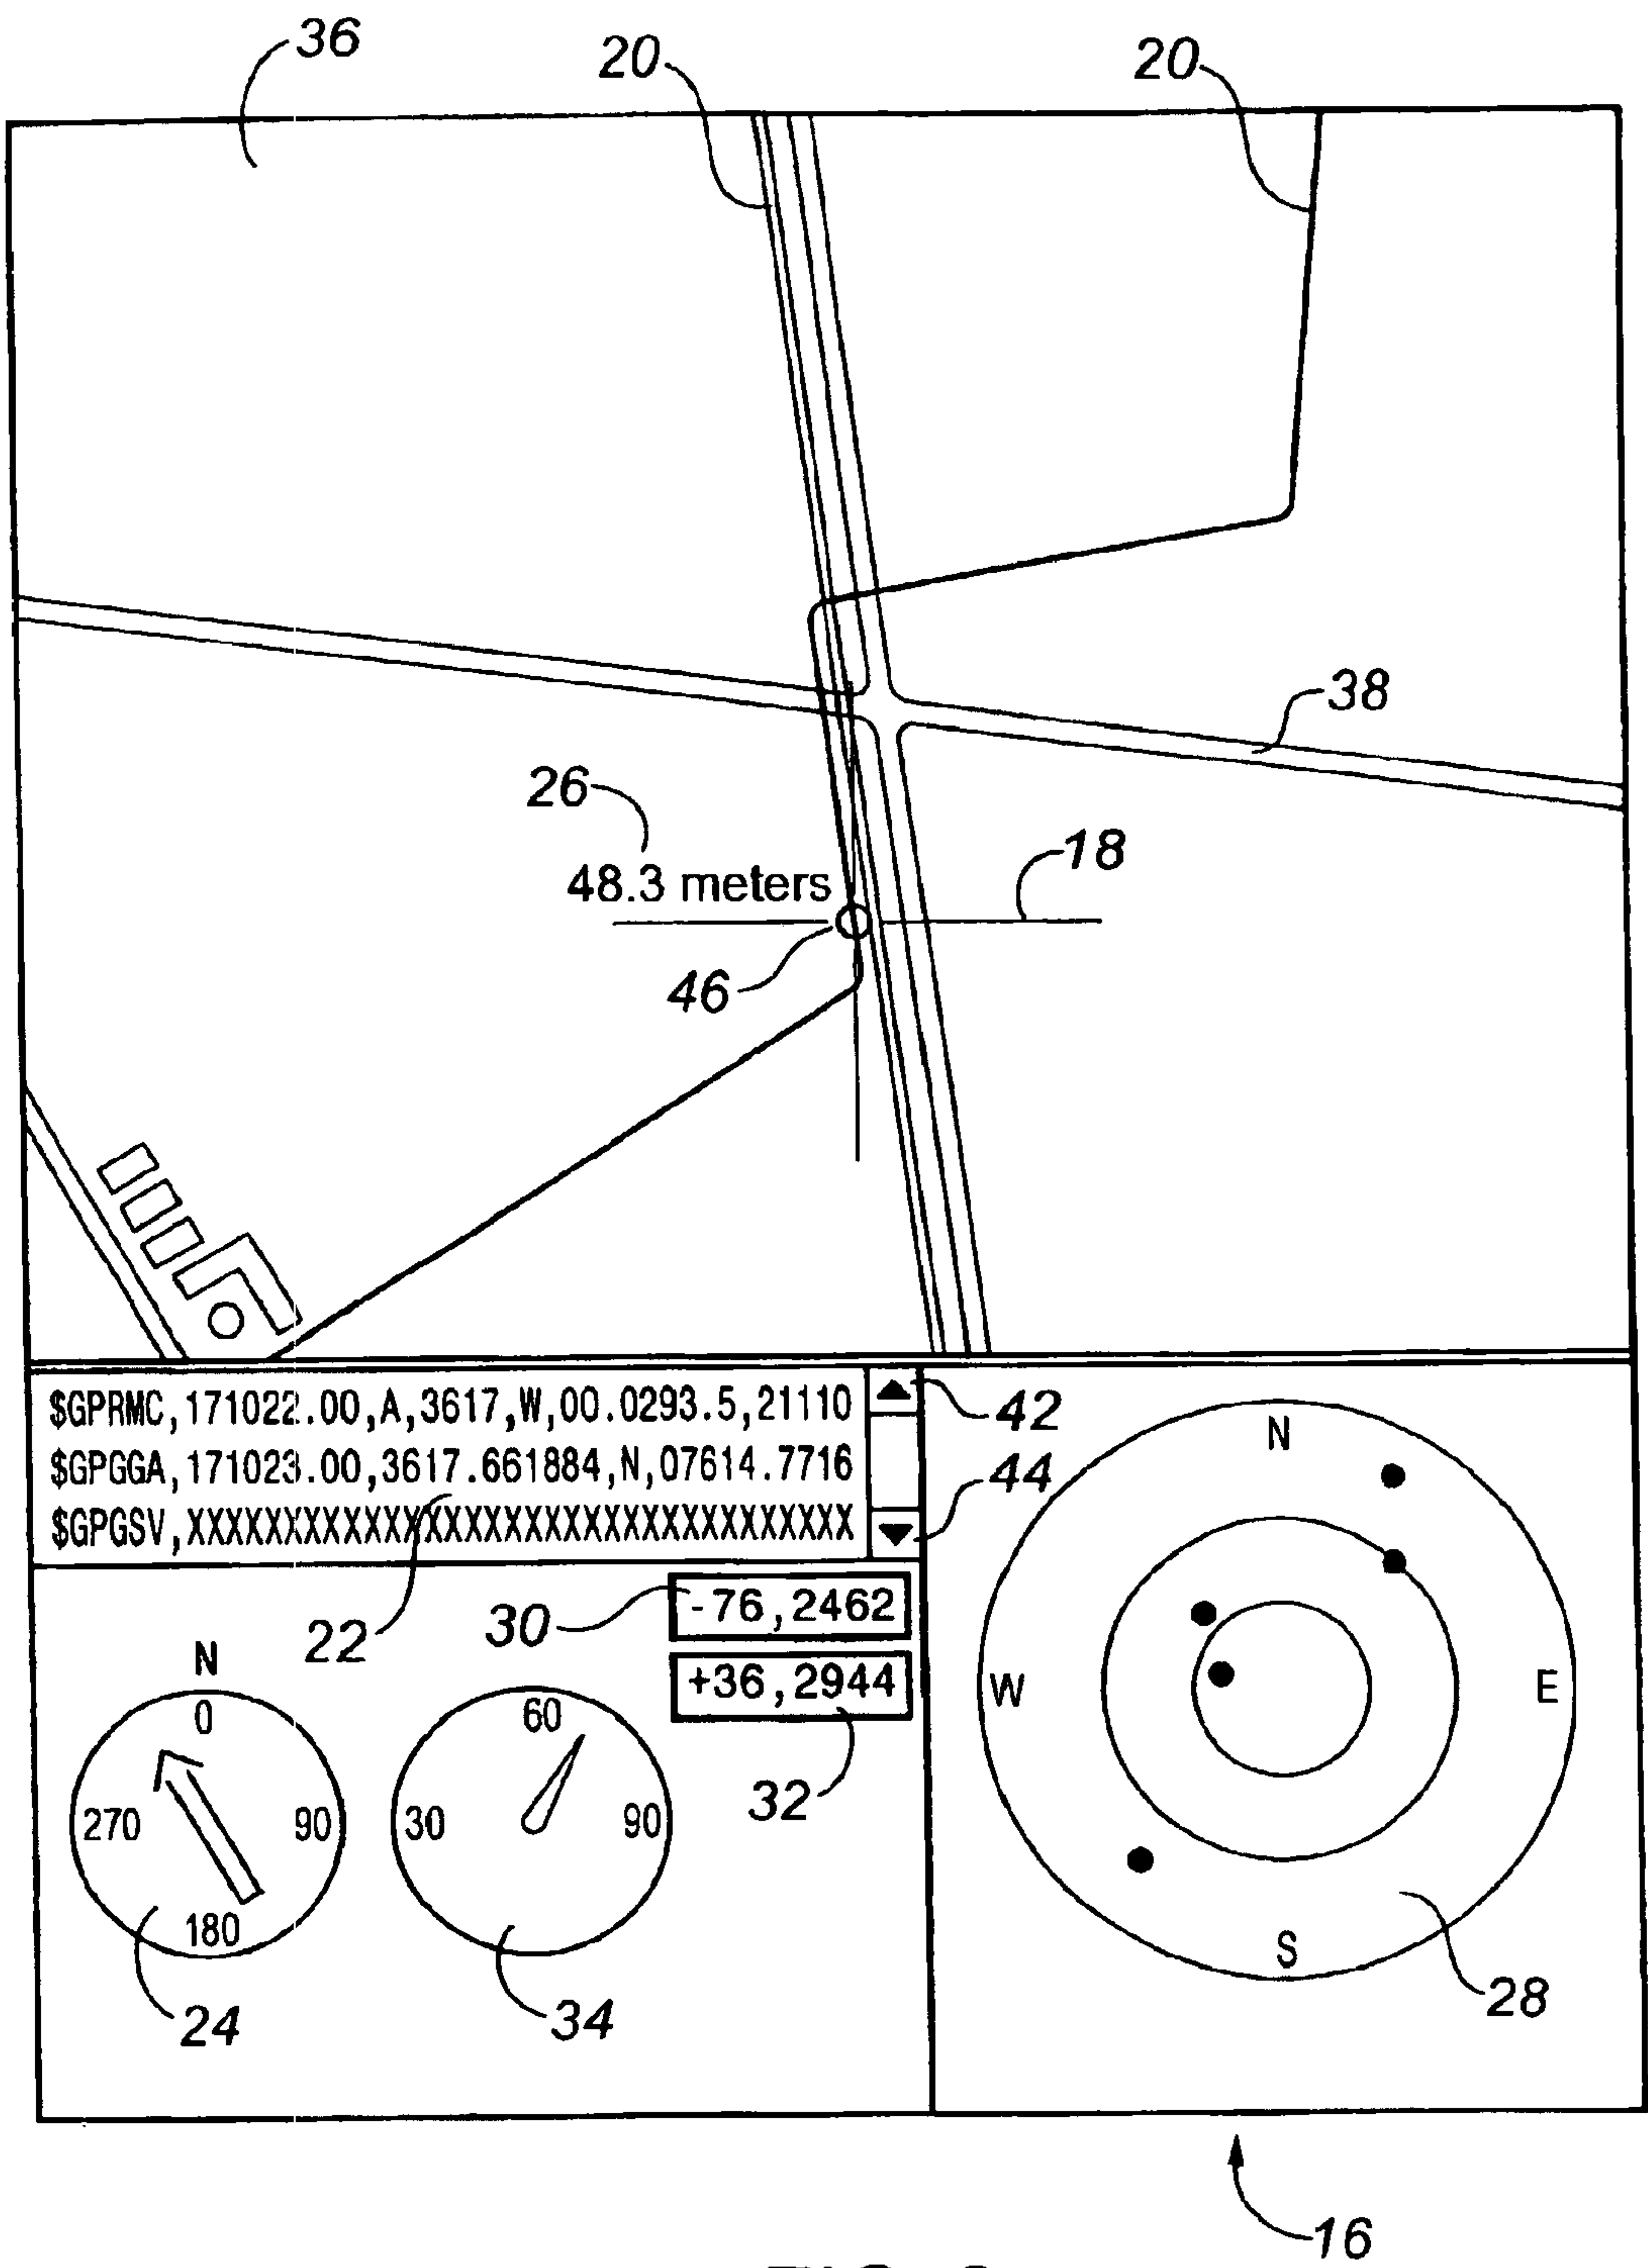 36
20
20
38
26
48.3 meters
18
46
$GPRMC,171022.00,A,3617,W,00.0293.5,21110
$GPGGA,171023.00,3617.661884,N,07614.7716
$GPGSV,XXXXXXXXXXXXXXXXXXXXXXXXXXXXXXXXXX
42
44
22
30
-76,2462
+36,2944
32
N
0
270
90
180
24
60
30
90
34
N
W
E
S
28
16